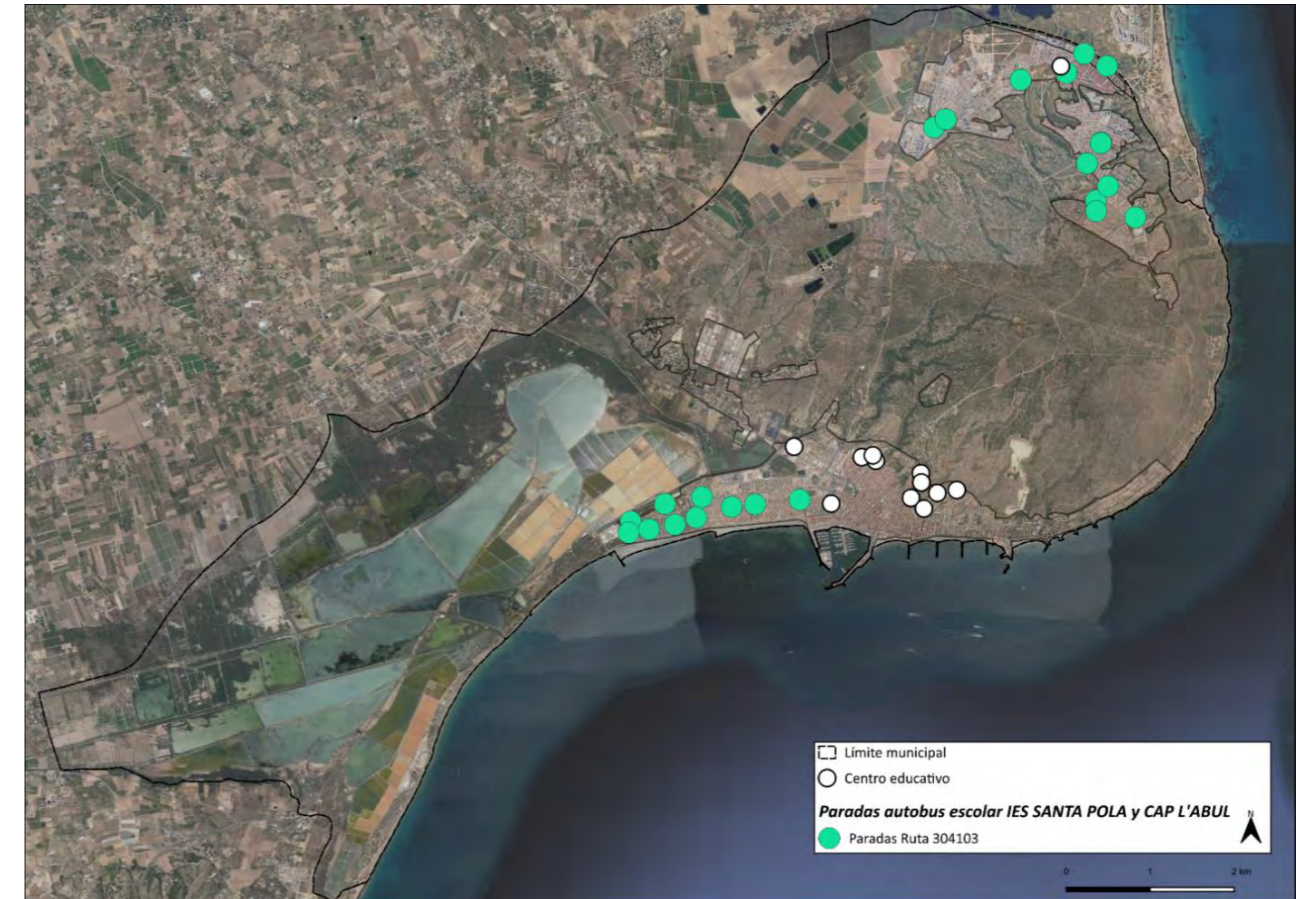 Límite municipal
Centro educativo
Paradas autobus escolar IES SANTA POLA y CAP L'ABUL
N
Paradas Ruta 304103
0 1 2 km